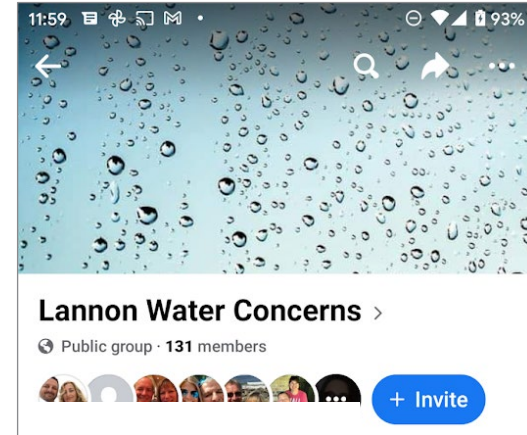 11:59 93%
Lannon Water Concerns
Public group · 131 members
+ Invite